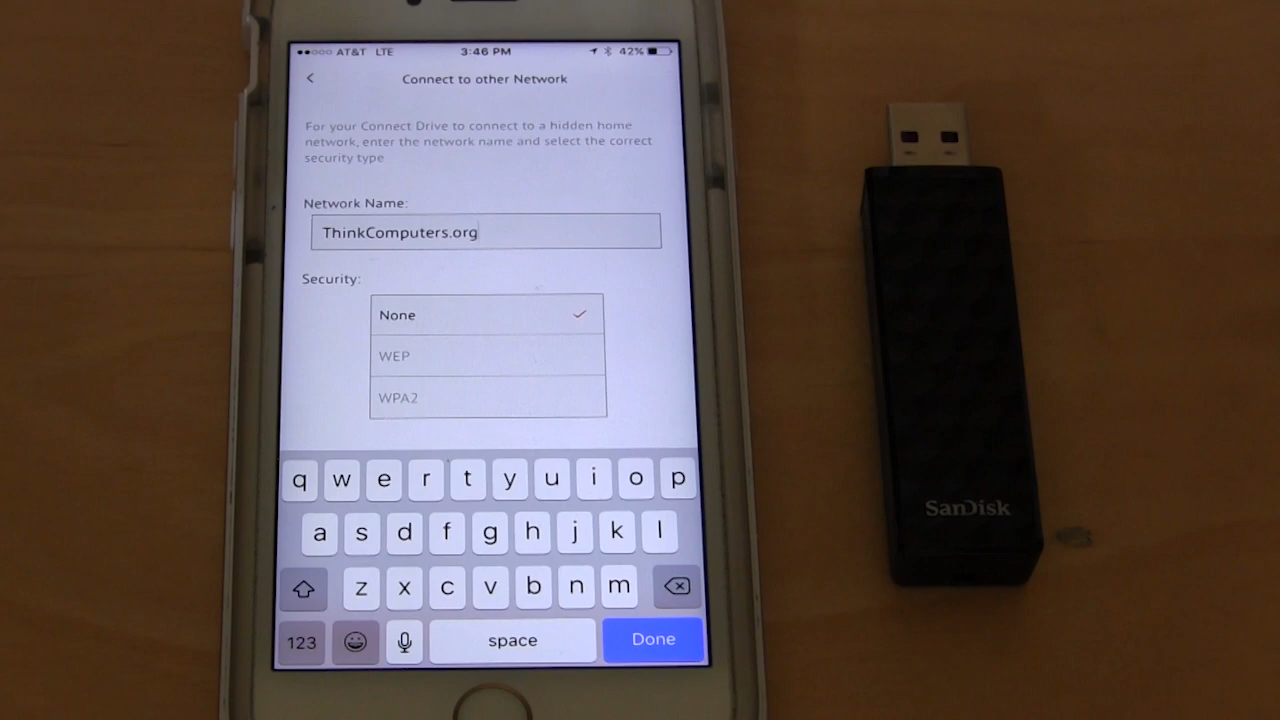 AT&T LTE 3:46 PM 42%
Connect to other Network
For your Connect Drive to connect to a hidden home
network, enter the network name and select the correct
security type
Network Name:
ThinkComputers.org
Security:
None
WEP
WPA2
q w e r t y u i o p
a s d f g h j k l
z x c v b n m
123 space Done
SanDisk